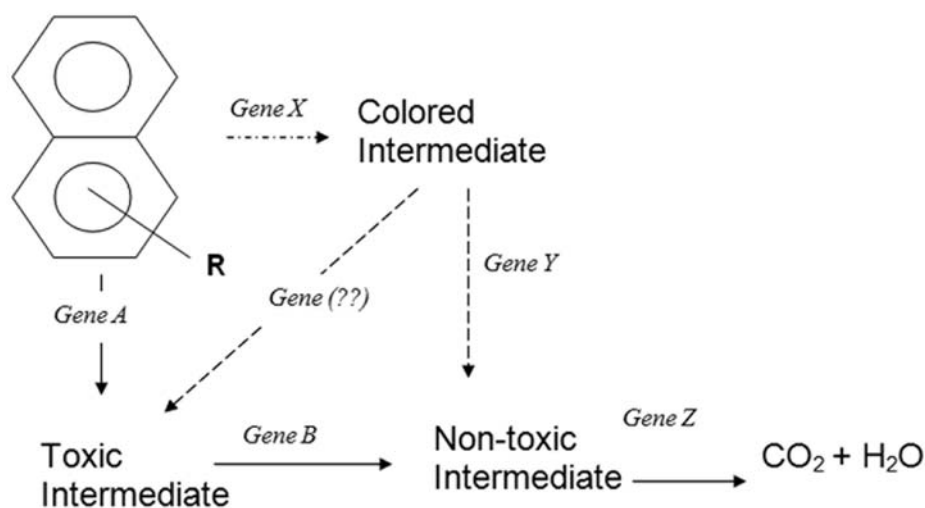 Gene X
Colored
Intermediate
R
Gene Y
Gene (??)
Gene A
Toxic
Intermediate
Gene B
Non-toxic
Intermediate
Gene Z
CO₂ + H₂O